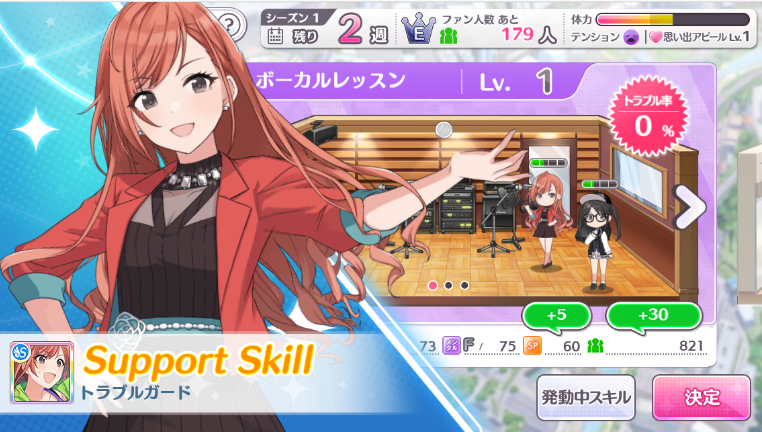 ?
シーズン 1
残り 2 週
E
ファン人数 あと
179 人
体力
テンション
思い出アピール Lv.1
ボーカルレッスン Lv. 1
トラブル率
0 %
+5
+30
73
F / 75
SP 60
821
S
Support Skill
トラブルガード
発動中スキル
決定